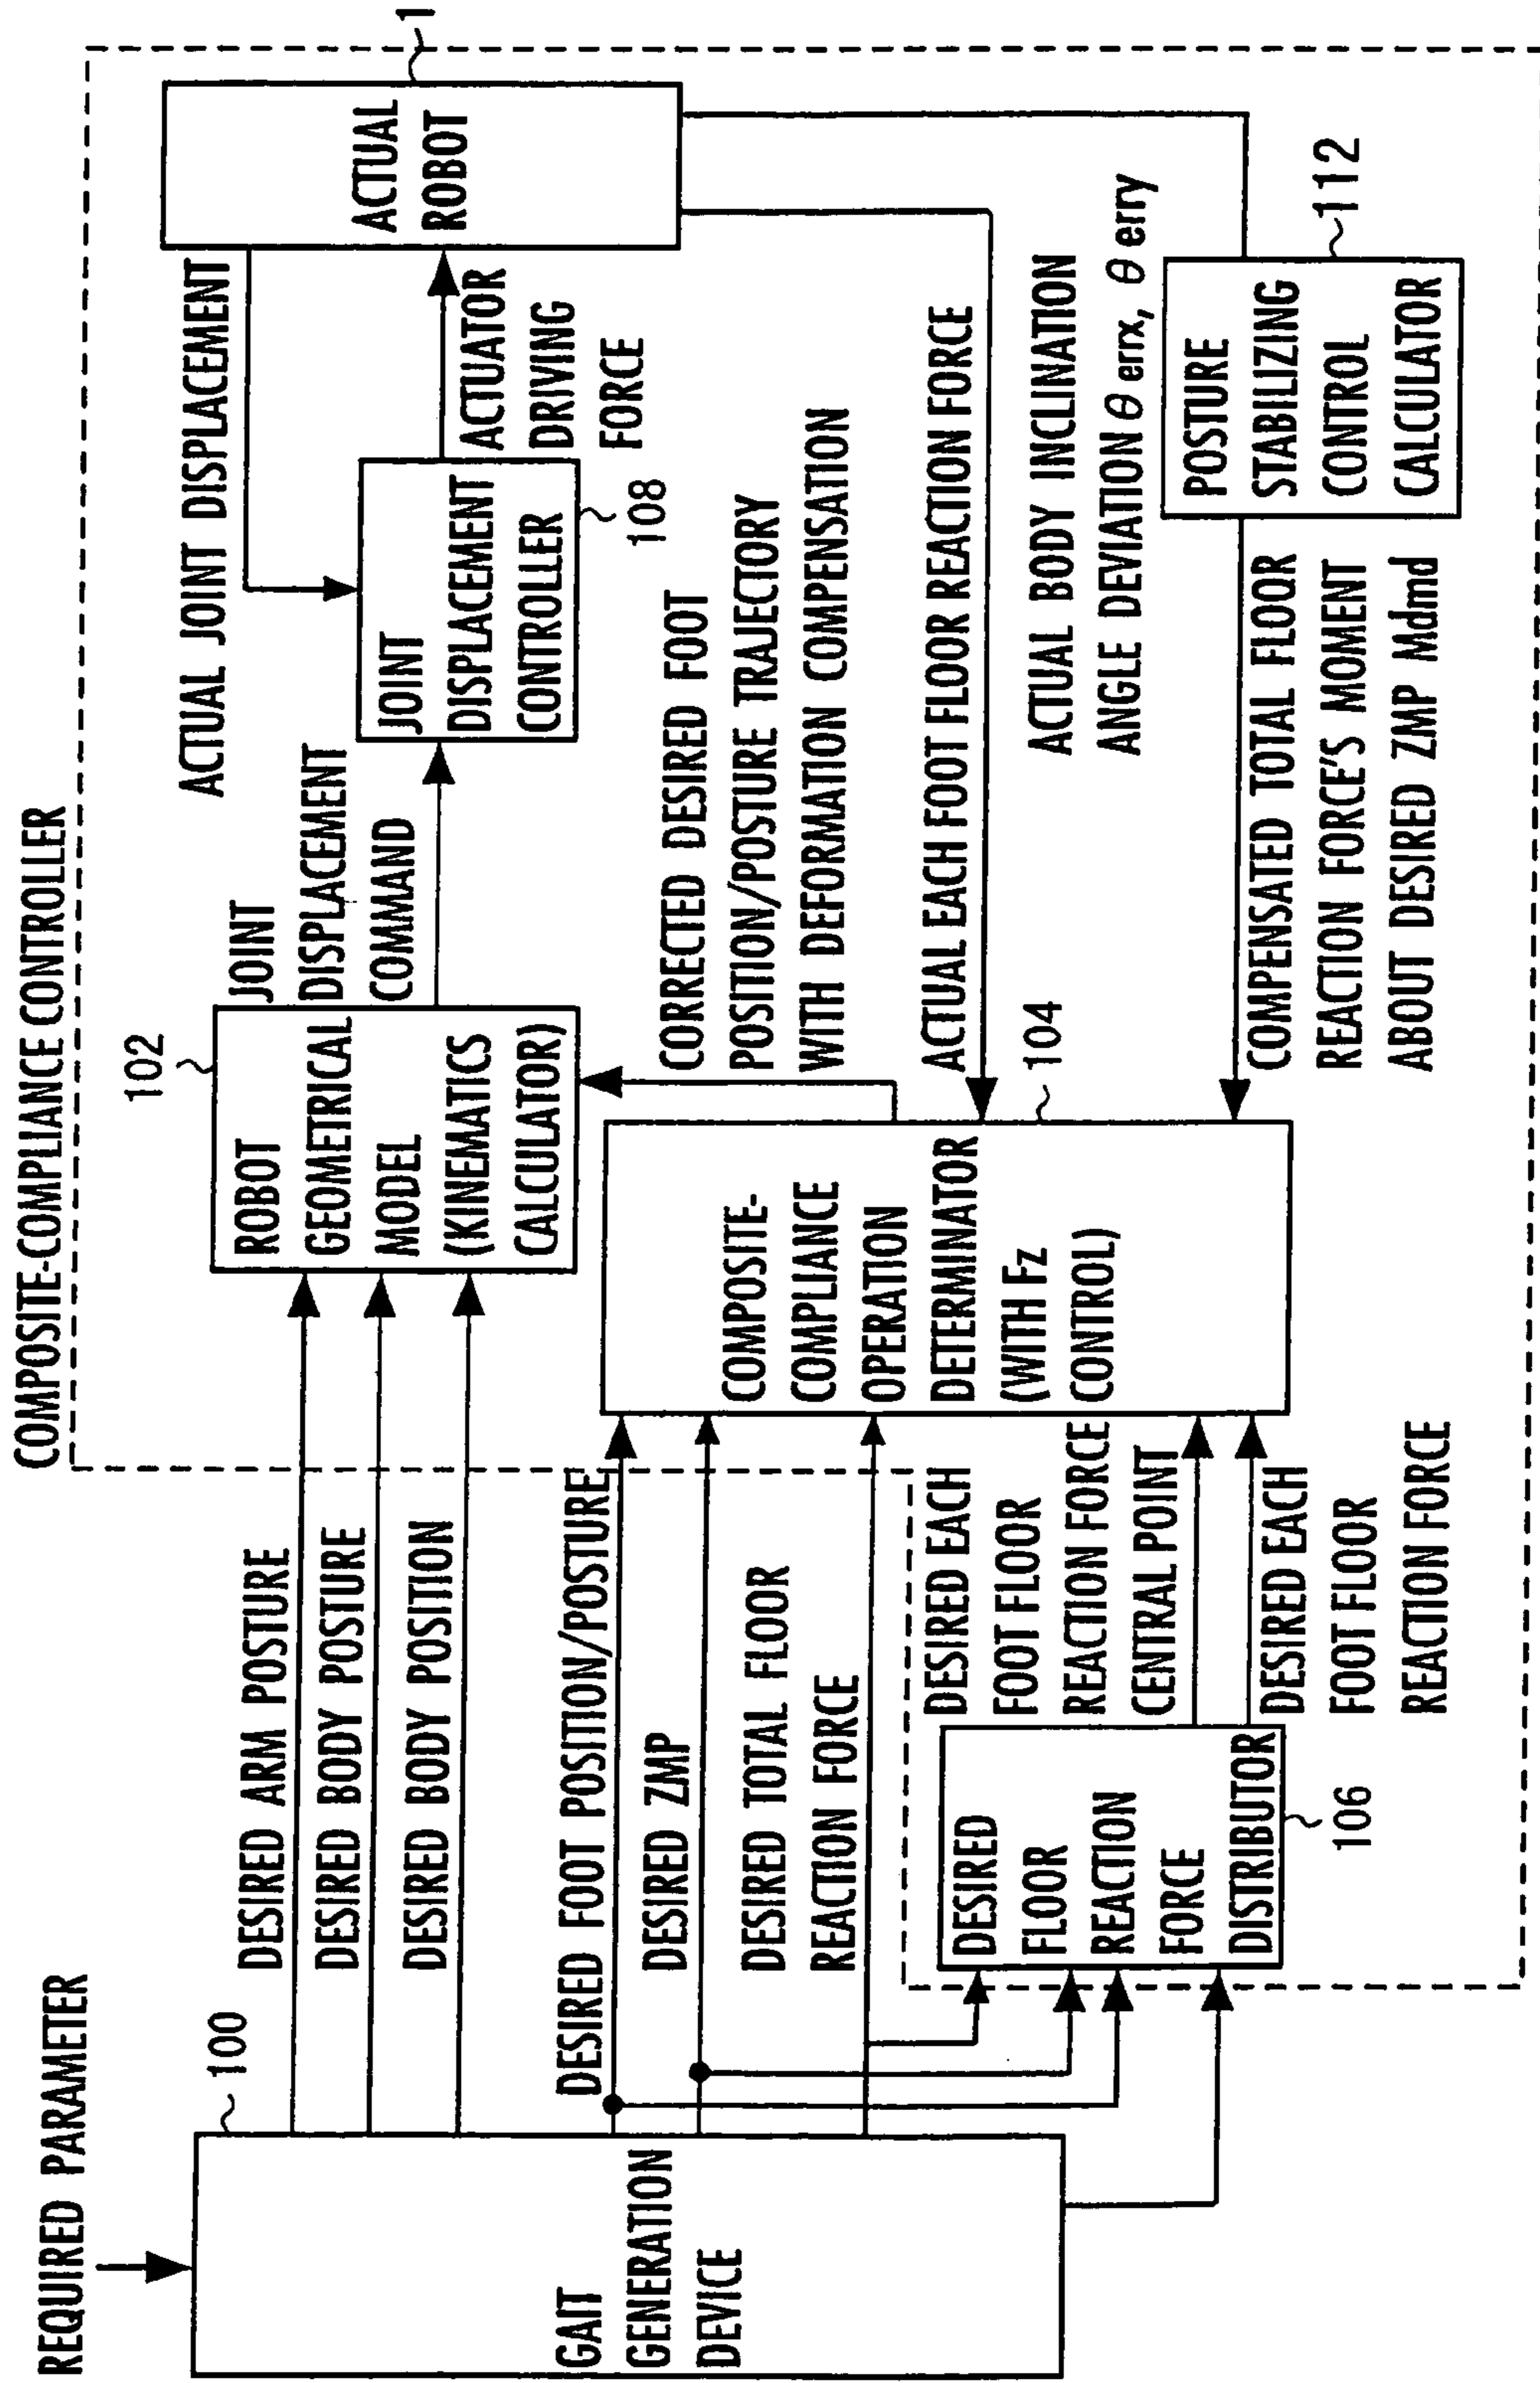 COMPOSITE-COMPLIANCE CONTROLLER
REQUIRED PARAMETER
100
GAIT
GENERATION
DEVICE
DESIRED ARM POSTURE
DESIRED BODY POSTURE
DESIRED BODY POSITION
DESIRED FOOT POSITION/POSTURE
DESIRED ZMP
DESIRED TOTAL FLOOR
REACTION FORCE
DESIRED
FLOOR
REACTION
FORCE
DISTRIBUTOR
106
DESIRED EACH
FOOT FLOOR
REACTION FORCE
CENTRAL POINT
DESIRED EACH
FOOT FLOOR
REACTION FORCE
102
ROBOT
GEOMETRICAL
MODEL
(KINEMATICS
CALCULATOR)
COMPOSITE-
COMPLIANCE
OPERATION
DETERMINATOR
(WITH Fz
CONTROL)
104
JOINT
DISPLACEMENT
COMMAND
CORRECTED DESIRED FOOT
POSITION/POSTURE TRAJECTORY
WITH DEFORMATION COMPENSATION
ACTUAL EACH FOOT FLOOR REACTION FORCE
COMPENSATED TOTAL FLOOR
REACTION FORCE'S MOMENT
ABOUT DESIRED ZMP Mdmd
ACTUAL JOINT DISPLACEMENT
JOINT
DISPLACEMENT
CONTROLLER
108
ACTUATOR
DRIVING
FORCE
ACTUAL BODY INCLINATION
ANGLE DEVIATION θ errx, θ erry
POSTURE
STABILIZING
CONTROL
CALCULATOR
112
ACTUAL
ROBOT
1